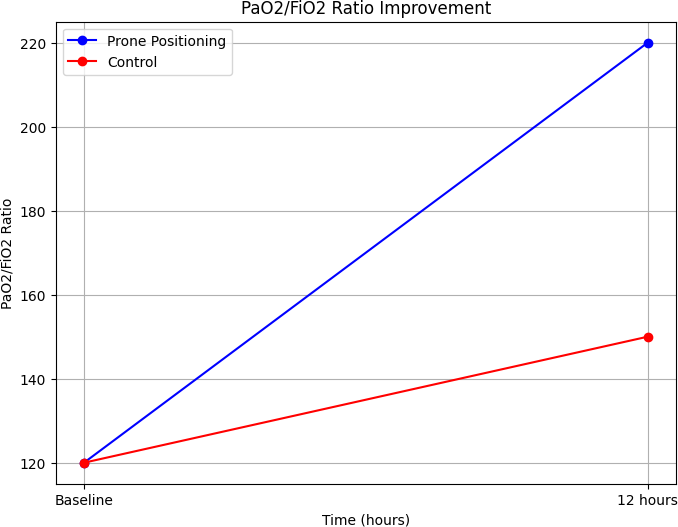 PaO2/FiO2 Ratio Improvement
Prone Positioning
Control
PaO2/FiO2 Ratio
220
200
180
160
140
120
Baseline
12 hours
Time (hours)